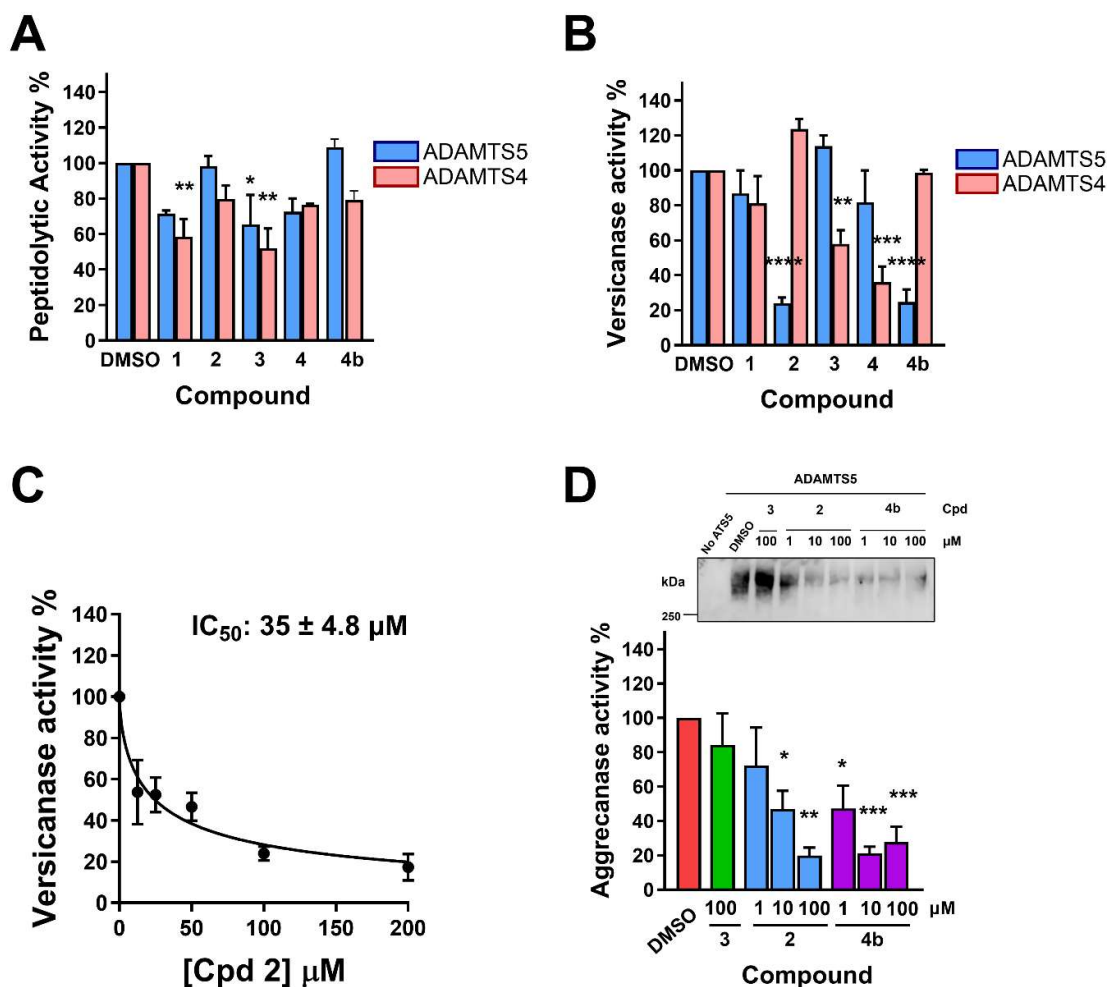 A
Peptidolytic Activity %
140
120
100
80
60
40
20
0
** * **
DMSO 1 2 3 4 4b
Compound
ADAMTS5
ADAMTS4
B
Versicanase activity %
140
120
100
80
60
40
20
0
**** ** *** ****
DMSO 1 2 3 4 4b
Compound
ADAMTS5
ADAMTS4
C
Versicanase activity %
IC50: 35 ± 4.8 µM
140
120
100
80
60
40
20
0
0 50 100 150 200
[Cpd 2] µM
D
ADAMTS5
3 2 4b Cpd
No ATS5 DMSO 100 1 10 100 1 10 100 µM
kDa
250
Aggrecanase activity %
140
120
100
80
60
40
20
0
* ** * *** ***
DMSO 100 1 10 100 1 10 100 µM
3 2 4b
Compound